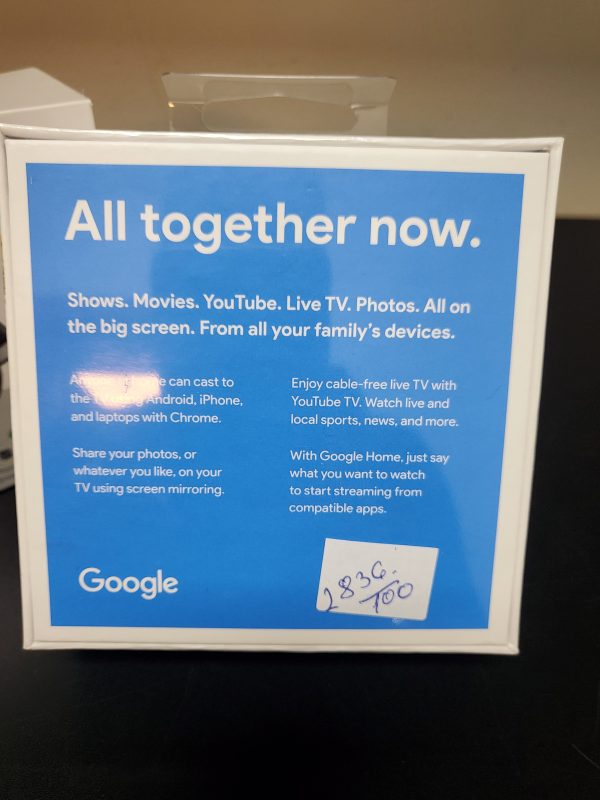 All together now.
Shows. Movies. YouTube. Live TV. Photos. All on
the big screen. From all your family's devices.
can cast to
the TV using Android, iPhone,
and laptops with Chrome.
Share your photos, or
whatever you like, on your
TV using screen mirroring.
Enjoy cable-free live TV with
YouTube TV. Watch live and
local sports, news, and more.
With Google Home, just say
what you want to watch
to start streaming from
compatible apps.
Google
2836.
100